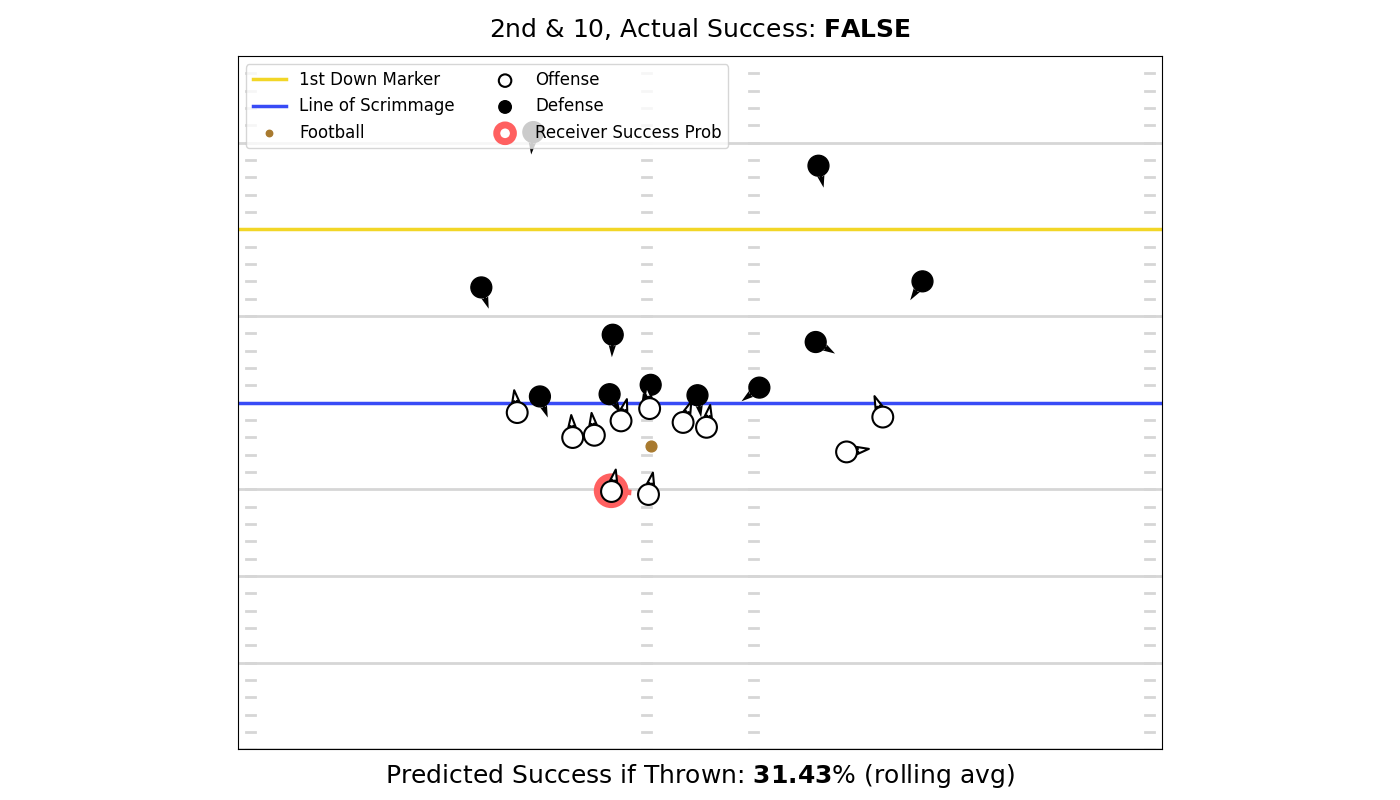 2nd & 10, Actual Success: FALSE
1st Down Marker
Line of Scrimmage
Football
Offense
Defense
Receiver Success Prob
Predicted Success if Thrown: 31.43% (rolling avg)